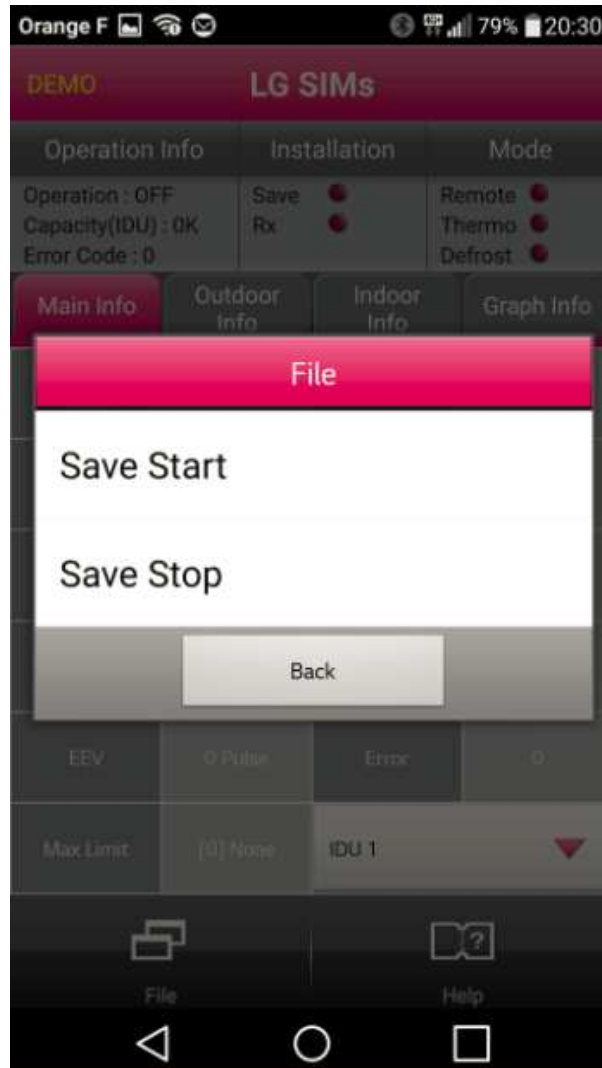 Orange F 79% 20:30
DEMO LG SIMs
Operation Info Installation Mode
Operation : OFF Save Remote
Capacity(IDU) : 0K Rx Thermo
Error Code : 0 Defrost
Main Info Outdoor Info Indoor Info Graph Info
File
Save Start
Save Stop
Back
EEV 0 Pulse Error 0
Max.Limit [0] None IDU 1
File Help